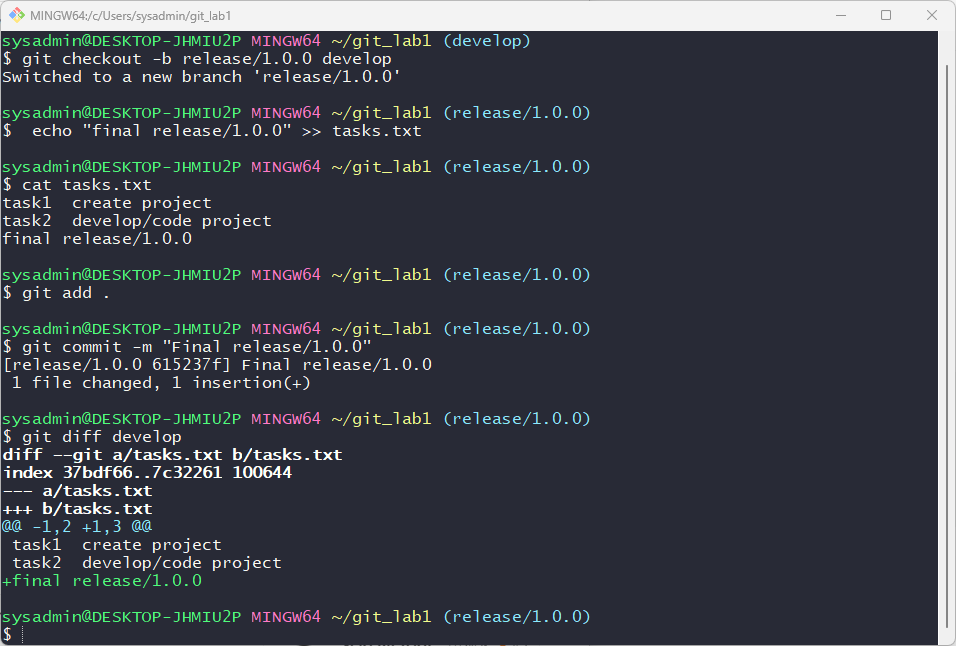 MINGW64:/c/Users/sysadmin/git_lab1
sysadmin@DESKTOP-JHMIU2P MINGW64 ~/git_lab1 (develop)
$ git checkout -b release/1.0.0 develop
Switched to a new branch 'release/1.0.0'
sysadmin@DESKTOP-JHMIU2P MINGW64 ~/git_lab1 (release/1.0.0)
$  echo "final release/1.0.0" >> tasks.txt
sysadmin@DESKTOP-JHMIU2P MINGW64 ~/git_lab1 (release/1.0.0)
$ cat tasks.txt
task1  create project
task2  develop/code project
final release/1.0.0
sysadmin@DESKTOP-JHMIU2P MINGW64 ~/git_lab1 (release/1.0.0)
$ git add .
sysadmin@DESKTOP-JHMIU2P MINGW64 ~/git_lab1 (release/1.0.0)
$ git commit -m "Final release/1.0.0"
[release/1.0.0 615237f] Final release/1.0.0
 1 file changed, 1 insertion(+)
sysadmin@DESKTOP-JHMIU2P MINGW64 ~/git_lab1 (release/1.0.0)
$ git diff develop
diff --git a/tasks.txt b/tasks.txt
index 37bdf66..7c32261 100644
--- a/tasks.txt
+++ b/tasks.txt
@@ -1,2 +1,3 @@
 task1  create project
 task2  develop/code project
+final release/1.0.0
sysadmin@DESKTOP-JHMIU2P MINGW64 ~/git_lab1 (release/1.0.0)
$